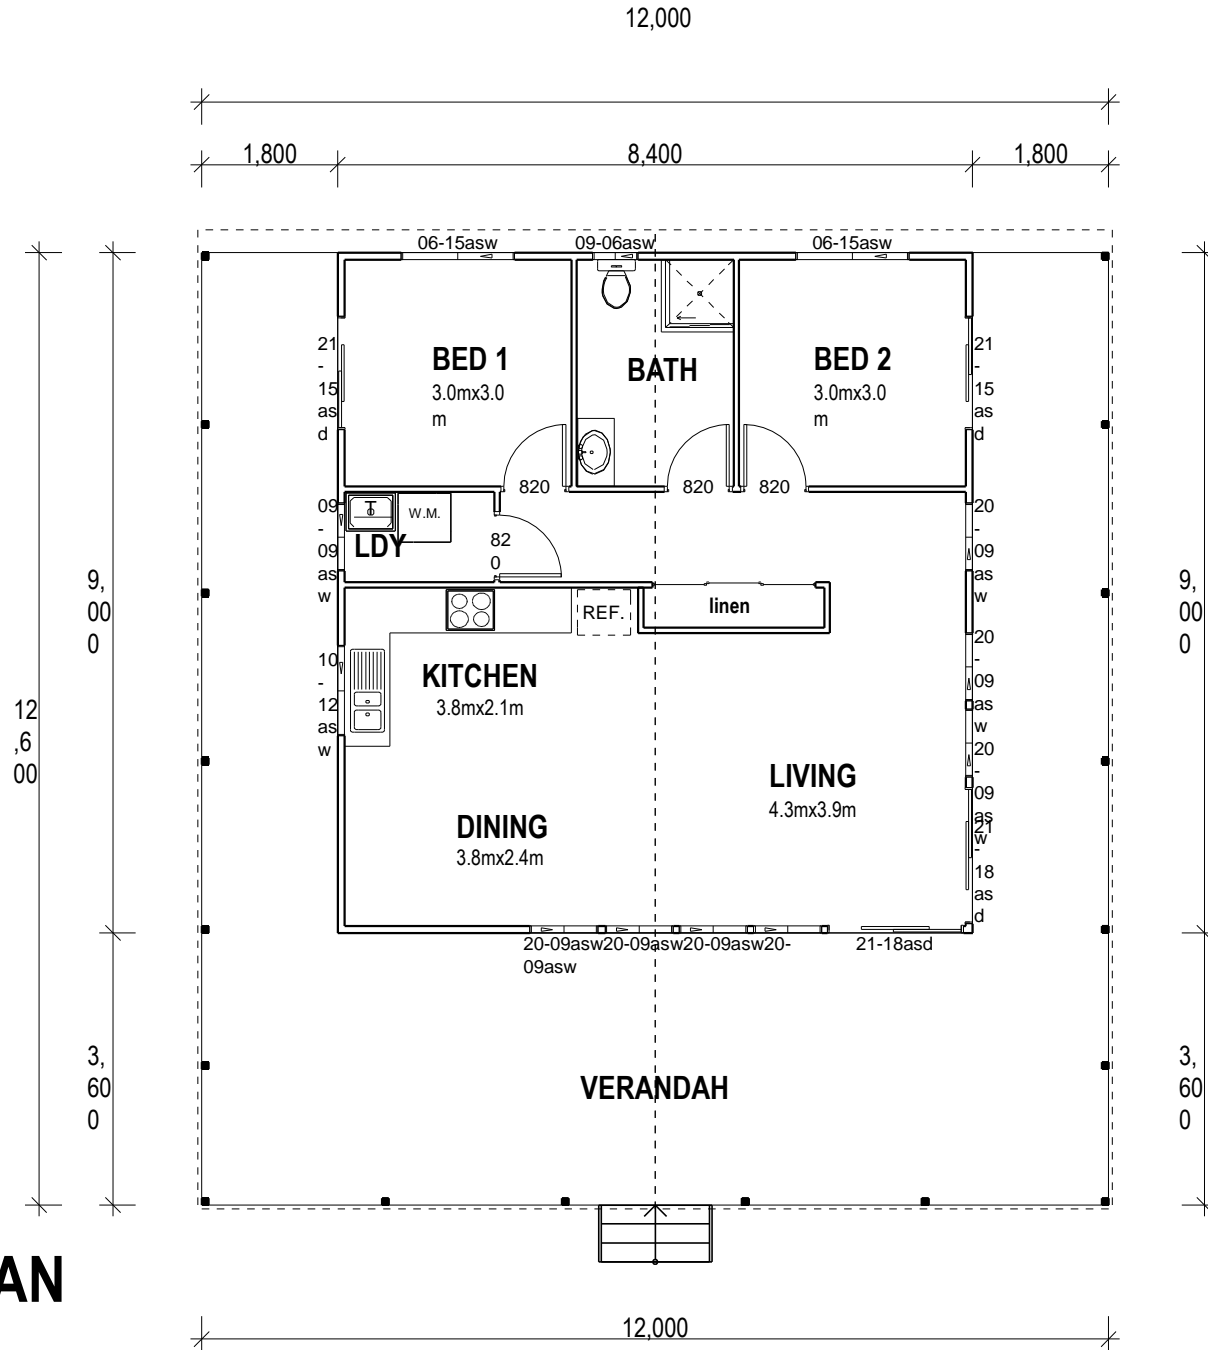 12,000
1,800
8,400
1,800
06-15asw
09-06asw
06-15asw
21
-
15
as
d
BED 1
3.0mx3.0
m
BATH
BED 2
3.0mx3.0
m
21
-
15
as
d
820
820
820
09
-
09
as
w
W.M.
LDY
82
0
20
-
09
as
w
9,
00
0
9,
00
0
REF.
linen
10
-
12
as
w
KITCHEN
3.8mx2.1m
20
-
09
as
w
12
,6
00
LIVING
4.3mx3.9m
20
-
09
as
w
DINING
3.8mx2.4m
21
-
18
as
d
20-09asw20-09asw20-09asw20-
09asw
21-18asd
3,
60
0
3,
60
0
VERANDAH
AN
12,000